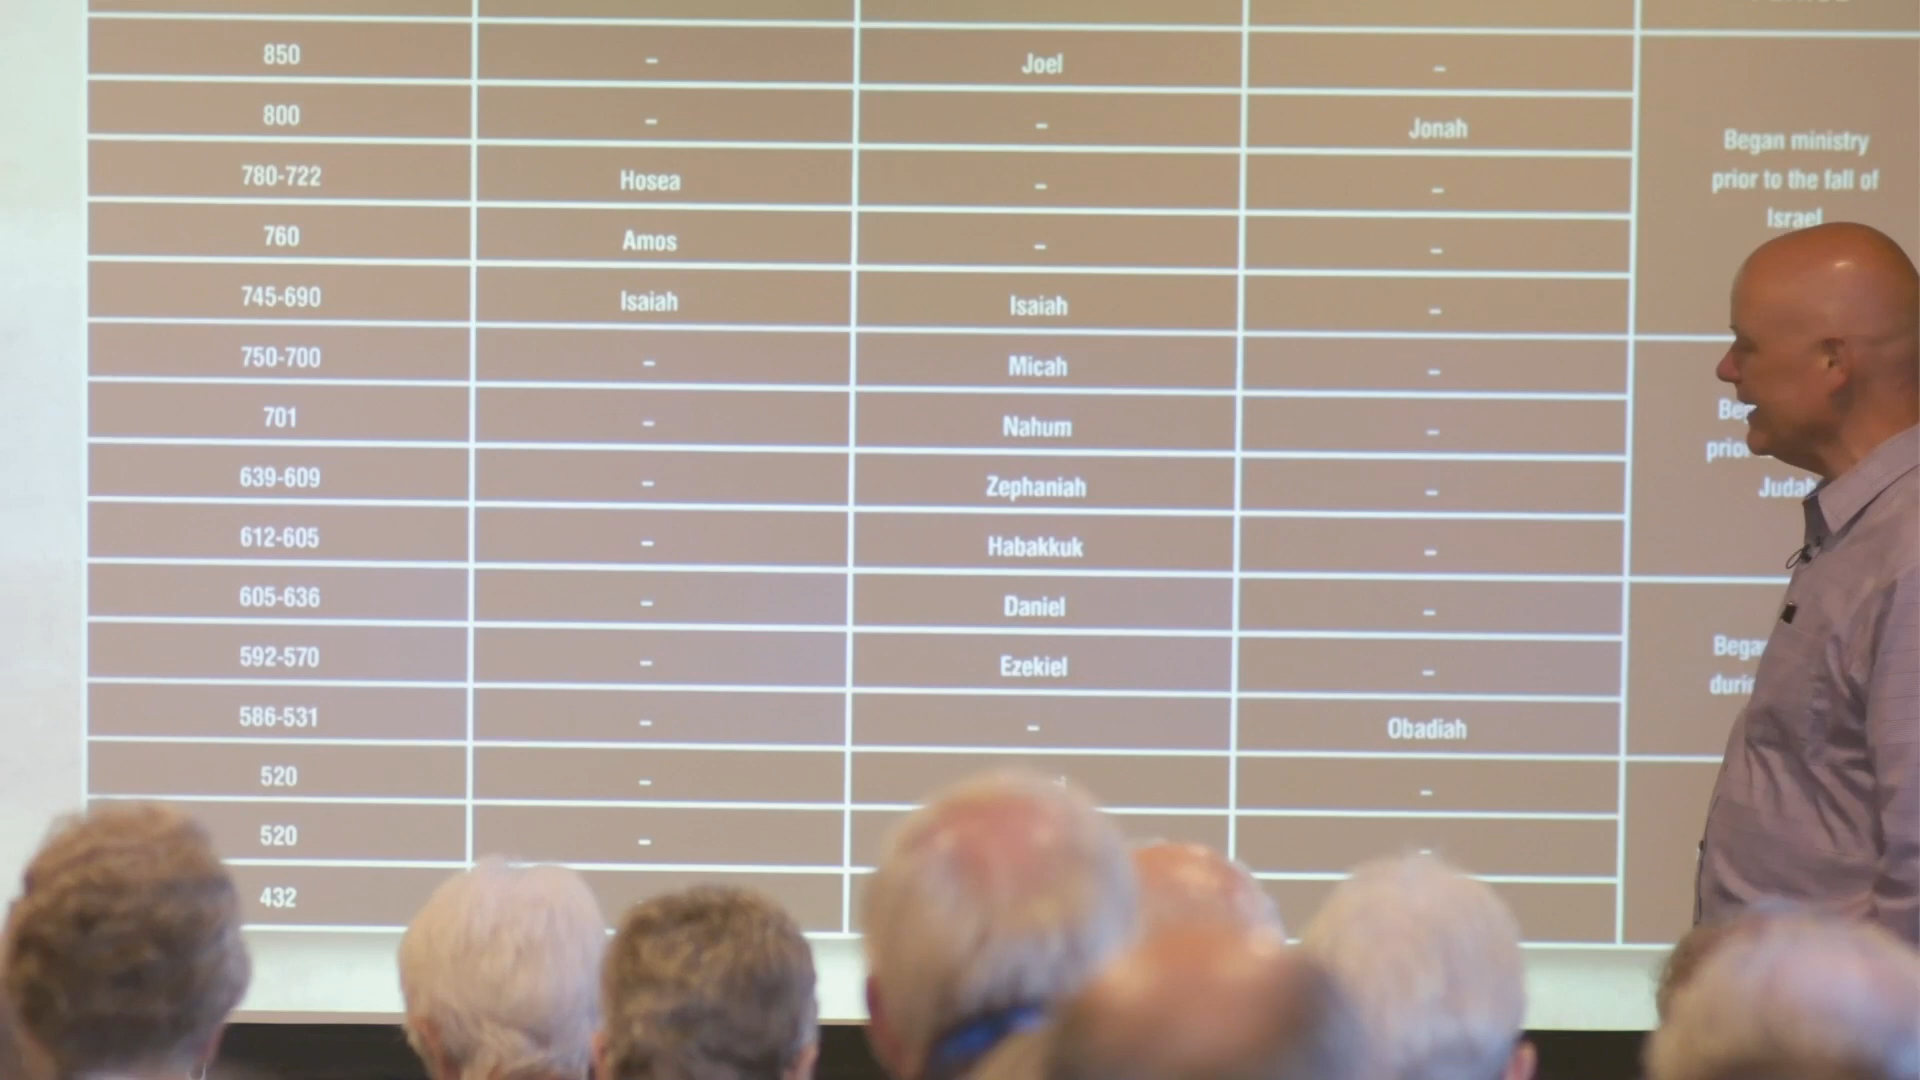 850 - Joel -
800 - - Jonah
780-722 Hosea - -
760 Amos - -
745-690 Isaiah Isaiah -
750-700 - Micah -
701 - Nahum -
639-609 - Zephaniah -
612-605 - Habakkuk -
605-636 - Daniel -
592-570 - Ezekiel -
586-531 - - Obadiah
520 - -
520 - -
432
Began ministry
prior to the fall of
Israel
Judah